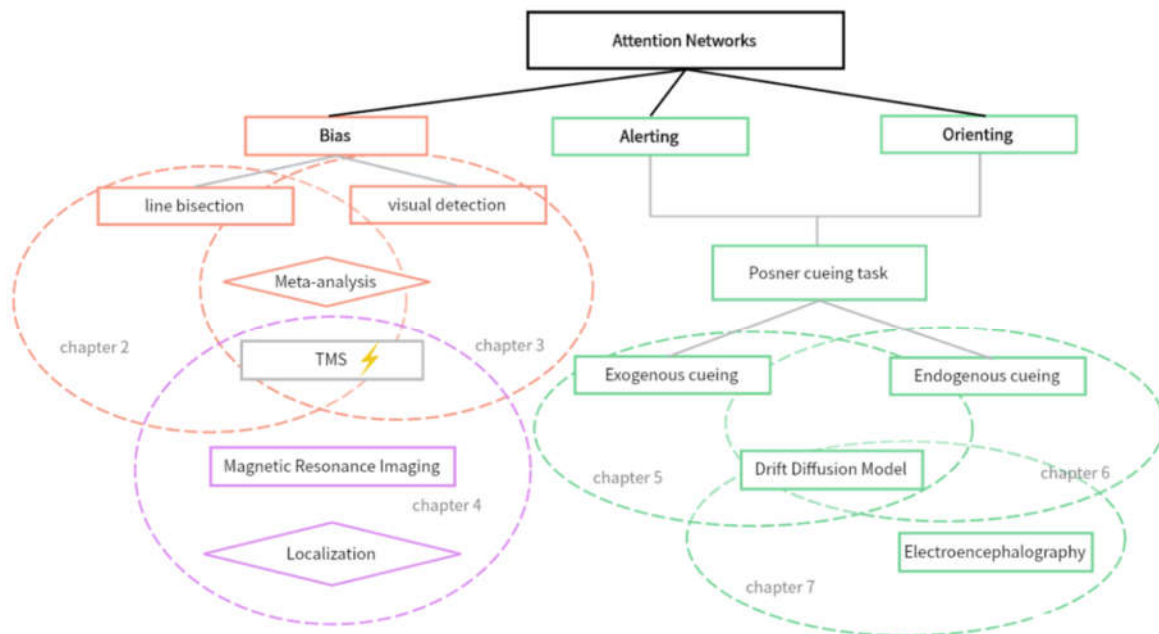 Attention Networks
Bias
Alerting
Orienting
line bisection
visual detection
Posner cueing task
Meta-analysis
chapter 2
TMS
chapter 3
Exogenous cueing
Endogenous cueing
Magnetic Resonance Imaging
chapter 4
Drift Diffusion Model
chapter 5
chapter 6
Localization
Electroencephalography
chapter 7